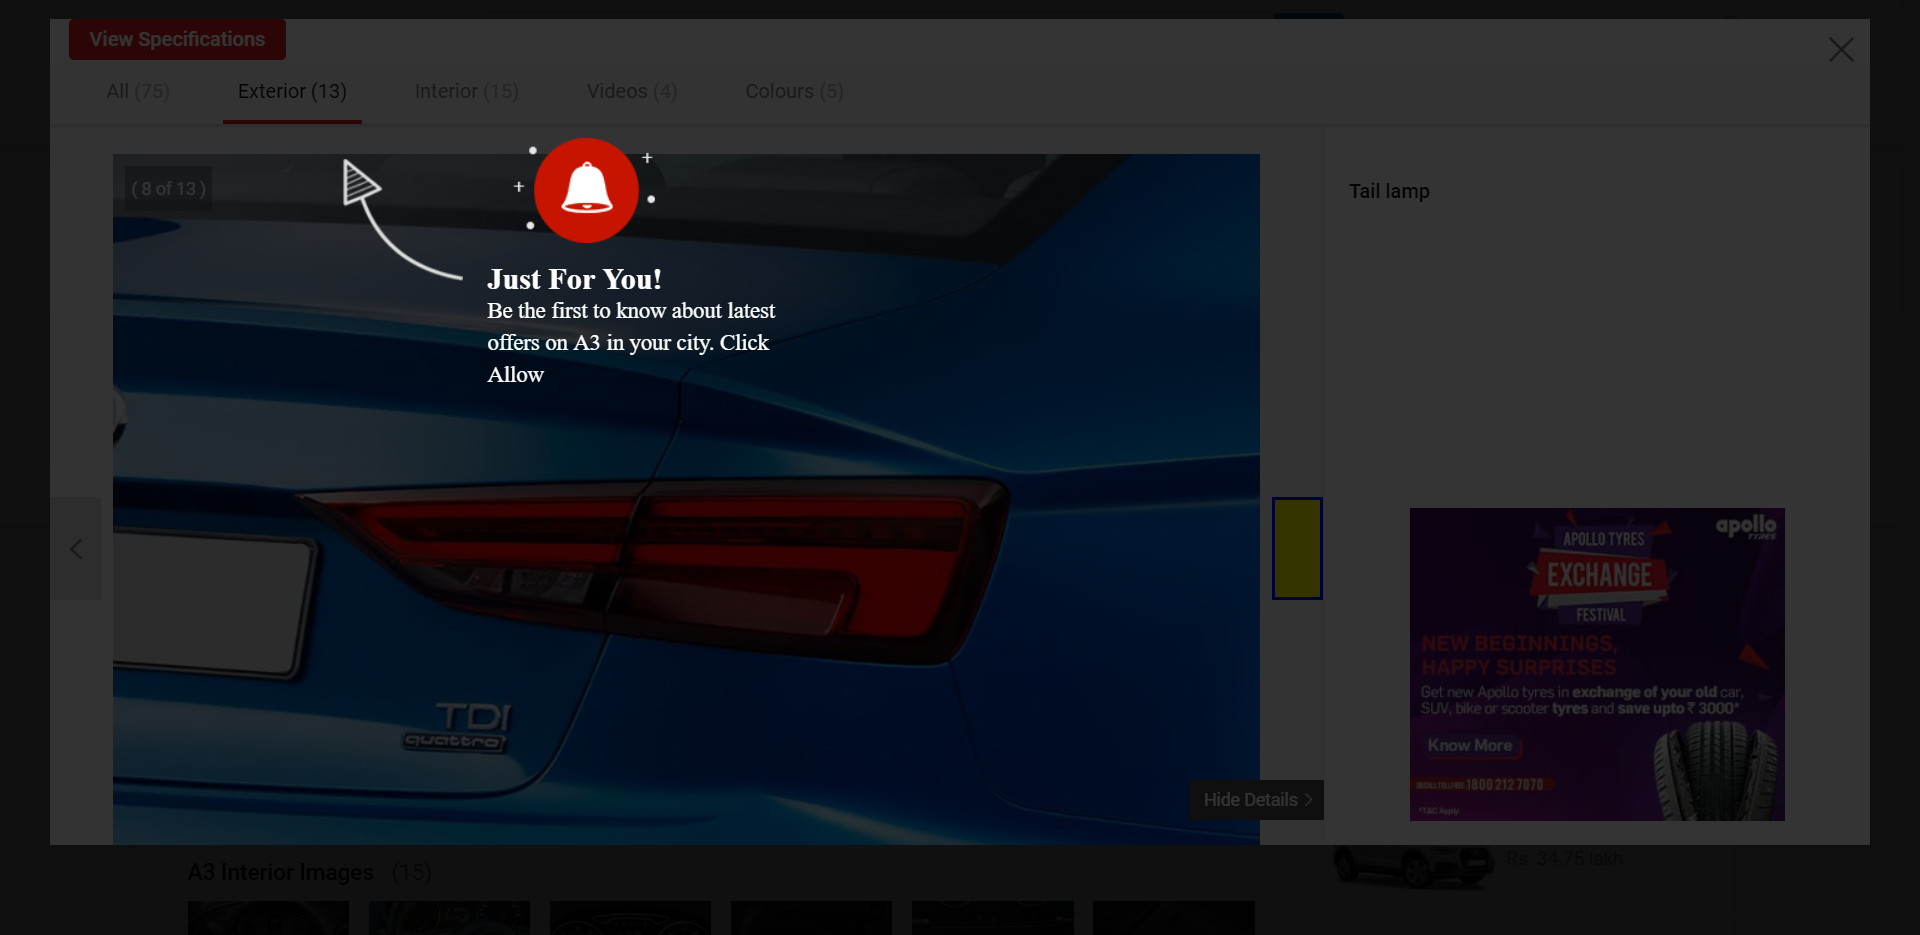 View Specifications
All (75)
Exterior (13)
Interior (15)
Videos (4)
Colours (5)
( 8 of 13 )
Just For You!
Be the first to know about latest
offers on A3 in your city. Click
Allow
Tail lamp
TDI
quattro
Hide Details
apollo
TYRES
APOLLO TYRES
EXCHANGE
FESTIVAL
NEW BEGINNINGS,
HAPPY SURPRISES
Get new Apollo tyres in exchange of your old car,
SUV, bike or scooter tyres and save upto ₹ 3000*
Know More
CALL TOLL FREE 1800 212 7070
*T&C Apply
A3 Interior Images (15)
Rs. 34.75 lakh